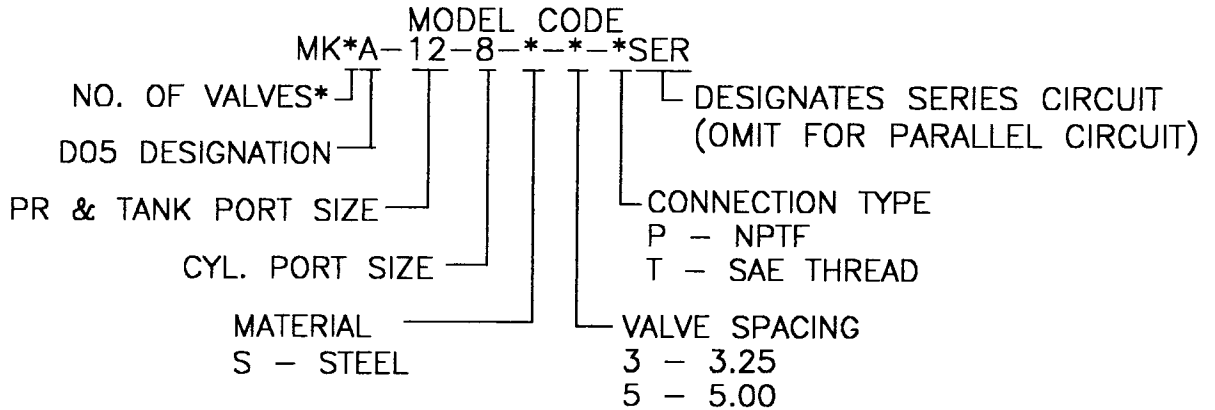 MODEL CODE
MK*A-12-8-*-*-*SER
NO. OF VALVES*
DESIGNATES SERIES CIRCUIT
(OMIT FOR PARALLEL CIRCUIT)
D05 DESIGNATION
PR & TANK PORT SIZE
CONNECTION TYPE
P - NPTF
T - SAE THREAD
CYL. PORT SIZE
MATERIAL
S - STEEL
VALVE SPACING
3 - 3.25
5 - 5.00